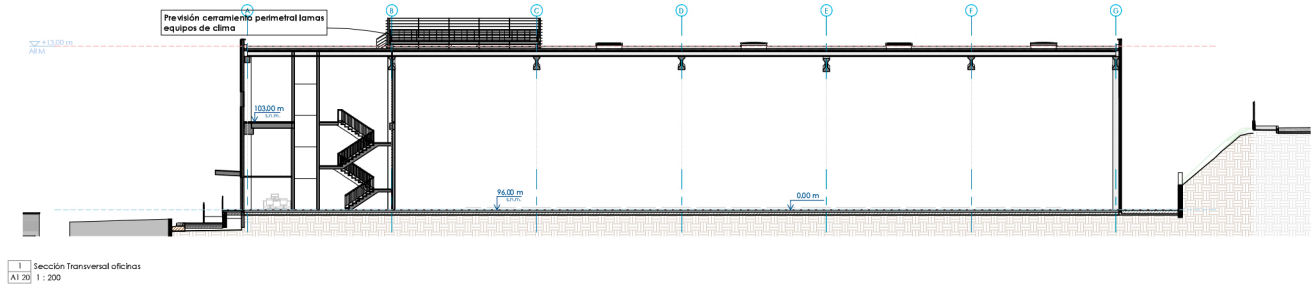 Previsión cerramiento perimetral lamas
equipos de clima
A
B
C
D
E
F
G
+13,00 m
ARM
103,00 m
s.n.m.
96,00 m
s.n.m.
0,00 m
1 Sección Transversal oficinas
A1 20 1 : 200